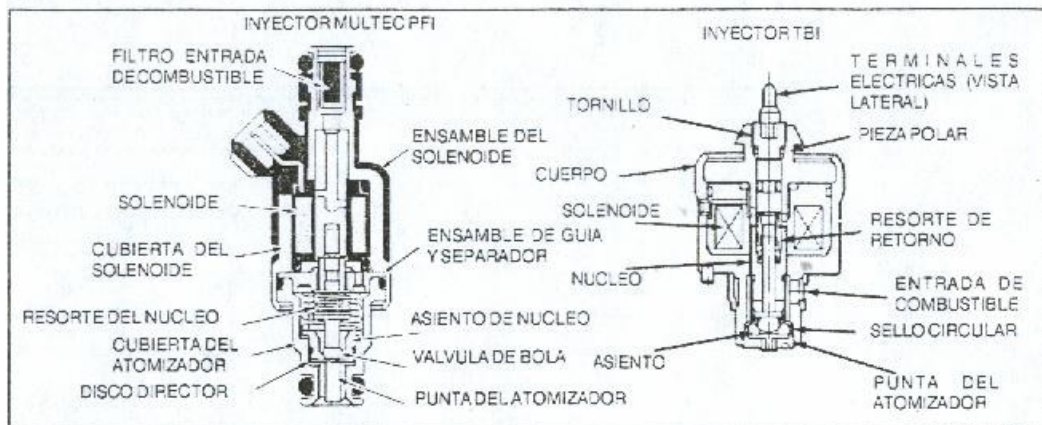 INYECTOR MULTEC PFI
FILTRO ENTRADA
DE COMBUSTIBLE
ENSAMBLE DEL
SOLENOIDE
SOLENOIDE
CUBIERTA DEL
SOLENOIDE
ENSAMBLE DE GUIA
Y SEPARADOR
RESORTE DEL NUCLEO
ASIENTO DE NUCLEO
CUBIERTA DEL
ATOMIZADOR
VALVULA DE BOLA
DISCO DIRECTOR
PUNTA DEL ATOMIZADOR
INYECTOR TBI
TERMINALES
ELECTRICAS (VISTA
LATERAL)
TORNILLO
PIEZA POLAR
CUERPO
SOLENOIDE
RESORTE DE
RETORNO
NUCLEO
ENTRADA DE
COMBUSTIBLE
SELLO CIRCULAR
ASIENTO
PUNTA DEL
ATOMIZADOR